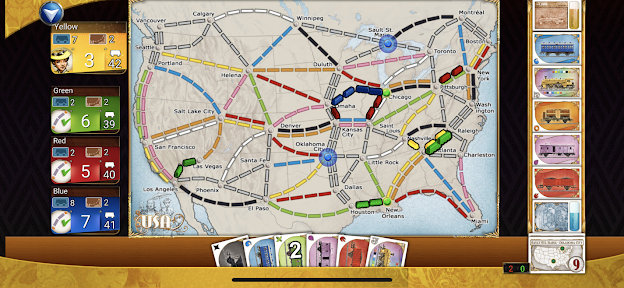 Yellow
7 2
3 42
Green
2 2
6 39
Red
2 2
5 40
Blue
8 2
7 41
Vancouver
Calgary
Winnipeg
Sault St. Marie
Montréal
Seattle
Portland
Helena
Duluth
Toronto
Boston
New York
Pittsburgh
Chicago
Omaha
Salt Lake City
Denver
Kansas City
Saint Louis
Washington
Raleigh
Nashville
Atlanta
Charleston
San Francisco
Las Vegas
Santa Fe
Oklahoma City
Little Rock
Los Angeles
Phoenix
El Paso
Dallas
Houston
New Orleans
Miami
USA
2
2 0
9